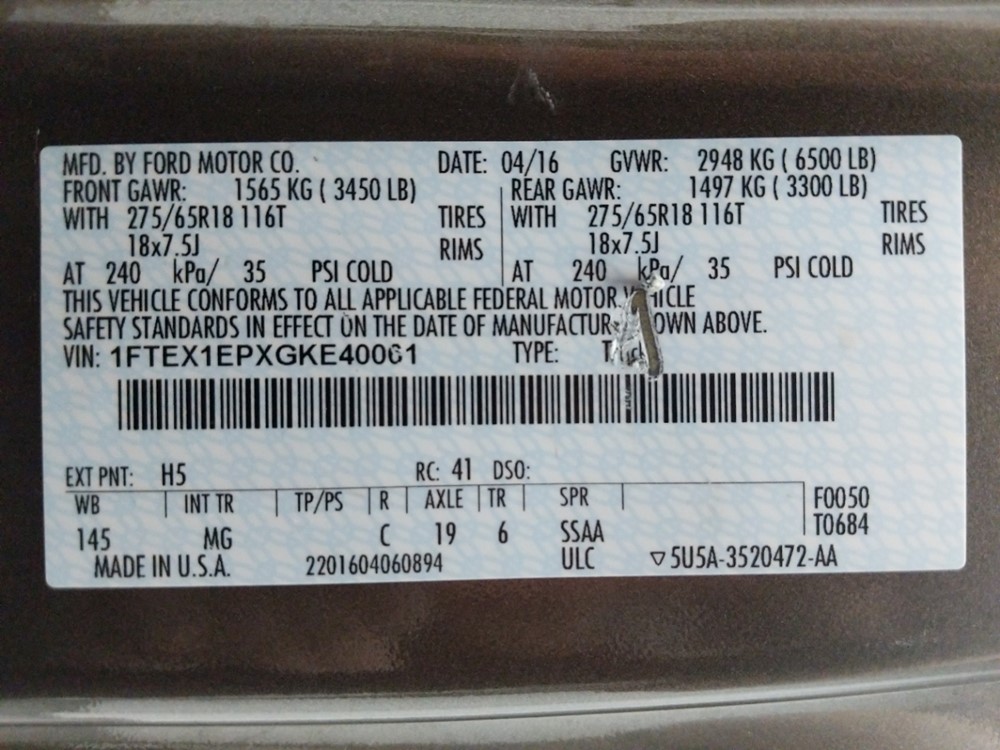 MFD. BY FORD MOTOR CO. DATE: 04/16 GVWR: 2948 KG ( 6500 LB)
FRONT GAWR: 1565 KG ( 3450 LB) REAR GAWR: 1497 KG ( 3300 LB)
WITH 275/65R18 116T TIRES WITH 275/65R18 116T TIRES
18x7.5J RIMS 18x7.5J RIMS
AT 240 kPa/ 35 PSI COLD AT 240 kPa/ 35 PSI COLD
THIS VEHICLE CONFORMS TO ALL APPLICABLE FEDERAL MOTOR
SAFETY STANDARDS IN EFFECT ON THE DATE OF ABOVE.
VIN: 1FTEX1EPXGKE40061 TYPE:
EXT PNT: H5 RC: 41 DSO:
WB INT TR TP/PS R AXLE TR SPR F0050
145 MG C 19 6 SSAA T0684
MADE IN U.S.A. 2201604060894 ULC ▽5U5A-3520472-AA